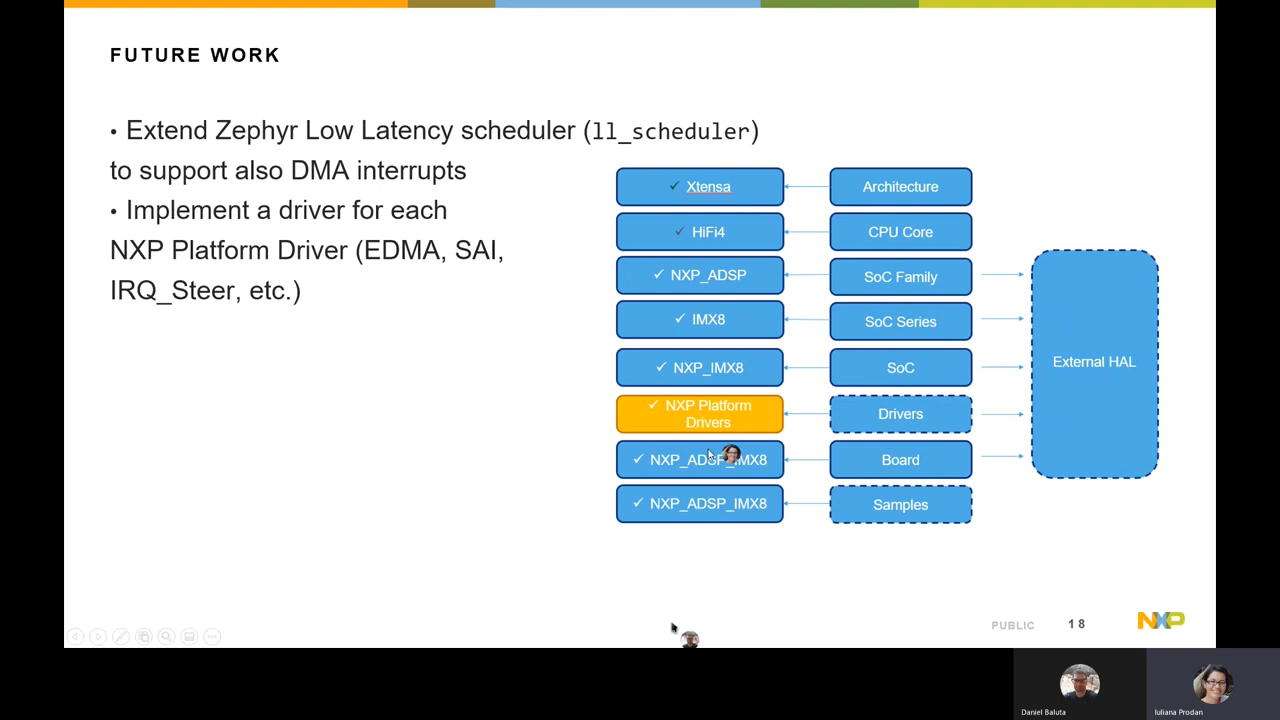 FUTURE WORK
• Extend Zephyr Low Latency scheduler (ll_scheduler)
to support also DMA interrupts
• Implement a driver for each
NXP Platform Driver (EDMA, SAI,
IRQ_Steer, etc.)
✓ Xtensa
Architecture
✓ HiFi4
CPU Core
✓ NXP_ADSP
SoC Family
✓ IMX8
SoC Series
✓ NXP_IMX8
SoC
✓ NXP Platform
Drivers
Drivers
✓ NXP_ADSP_IMX8
Board
✓ NXP_ADSP_IMX8
Samples
External HAL
PUBLIC
18
NXP
Daniel Baluta
Iuliana Prodan